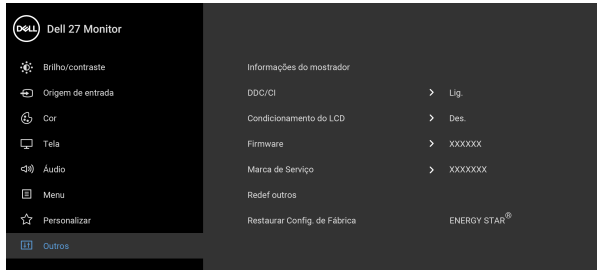 DELL Dell 27 Monitor
Brilho/contraste
Origem de entrada
Cor
Tela
Áudio
Menu
Personalizar
Outros
Informações do mostrador
DDC/CI > Lig.
Condicionamento do LCD > Des.
Firmware > XXXXXX
Marca de Serviço > XXXXXXX
Redef outros
Restaurar Config. de Fábrica ENERGY STAR®